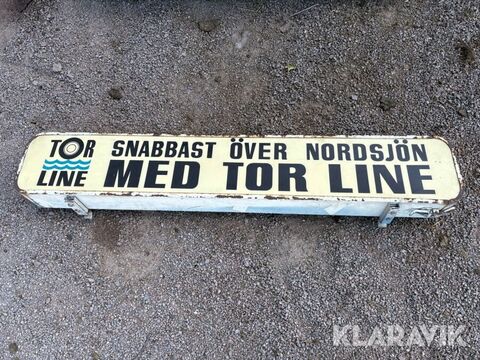 TOR
LINE
SNABBAST ÖVER NORDSJÖN
MED TOR LINE
KLARAVIK